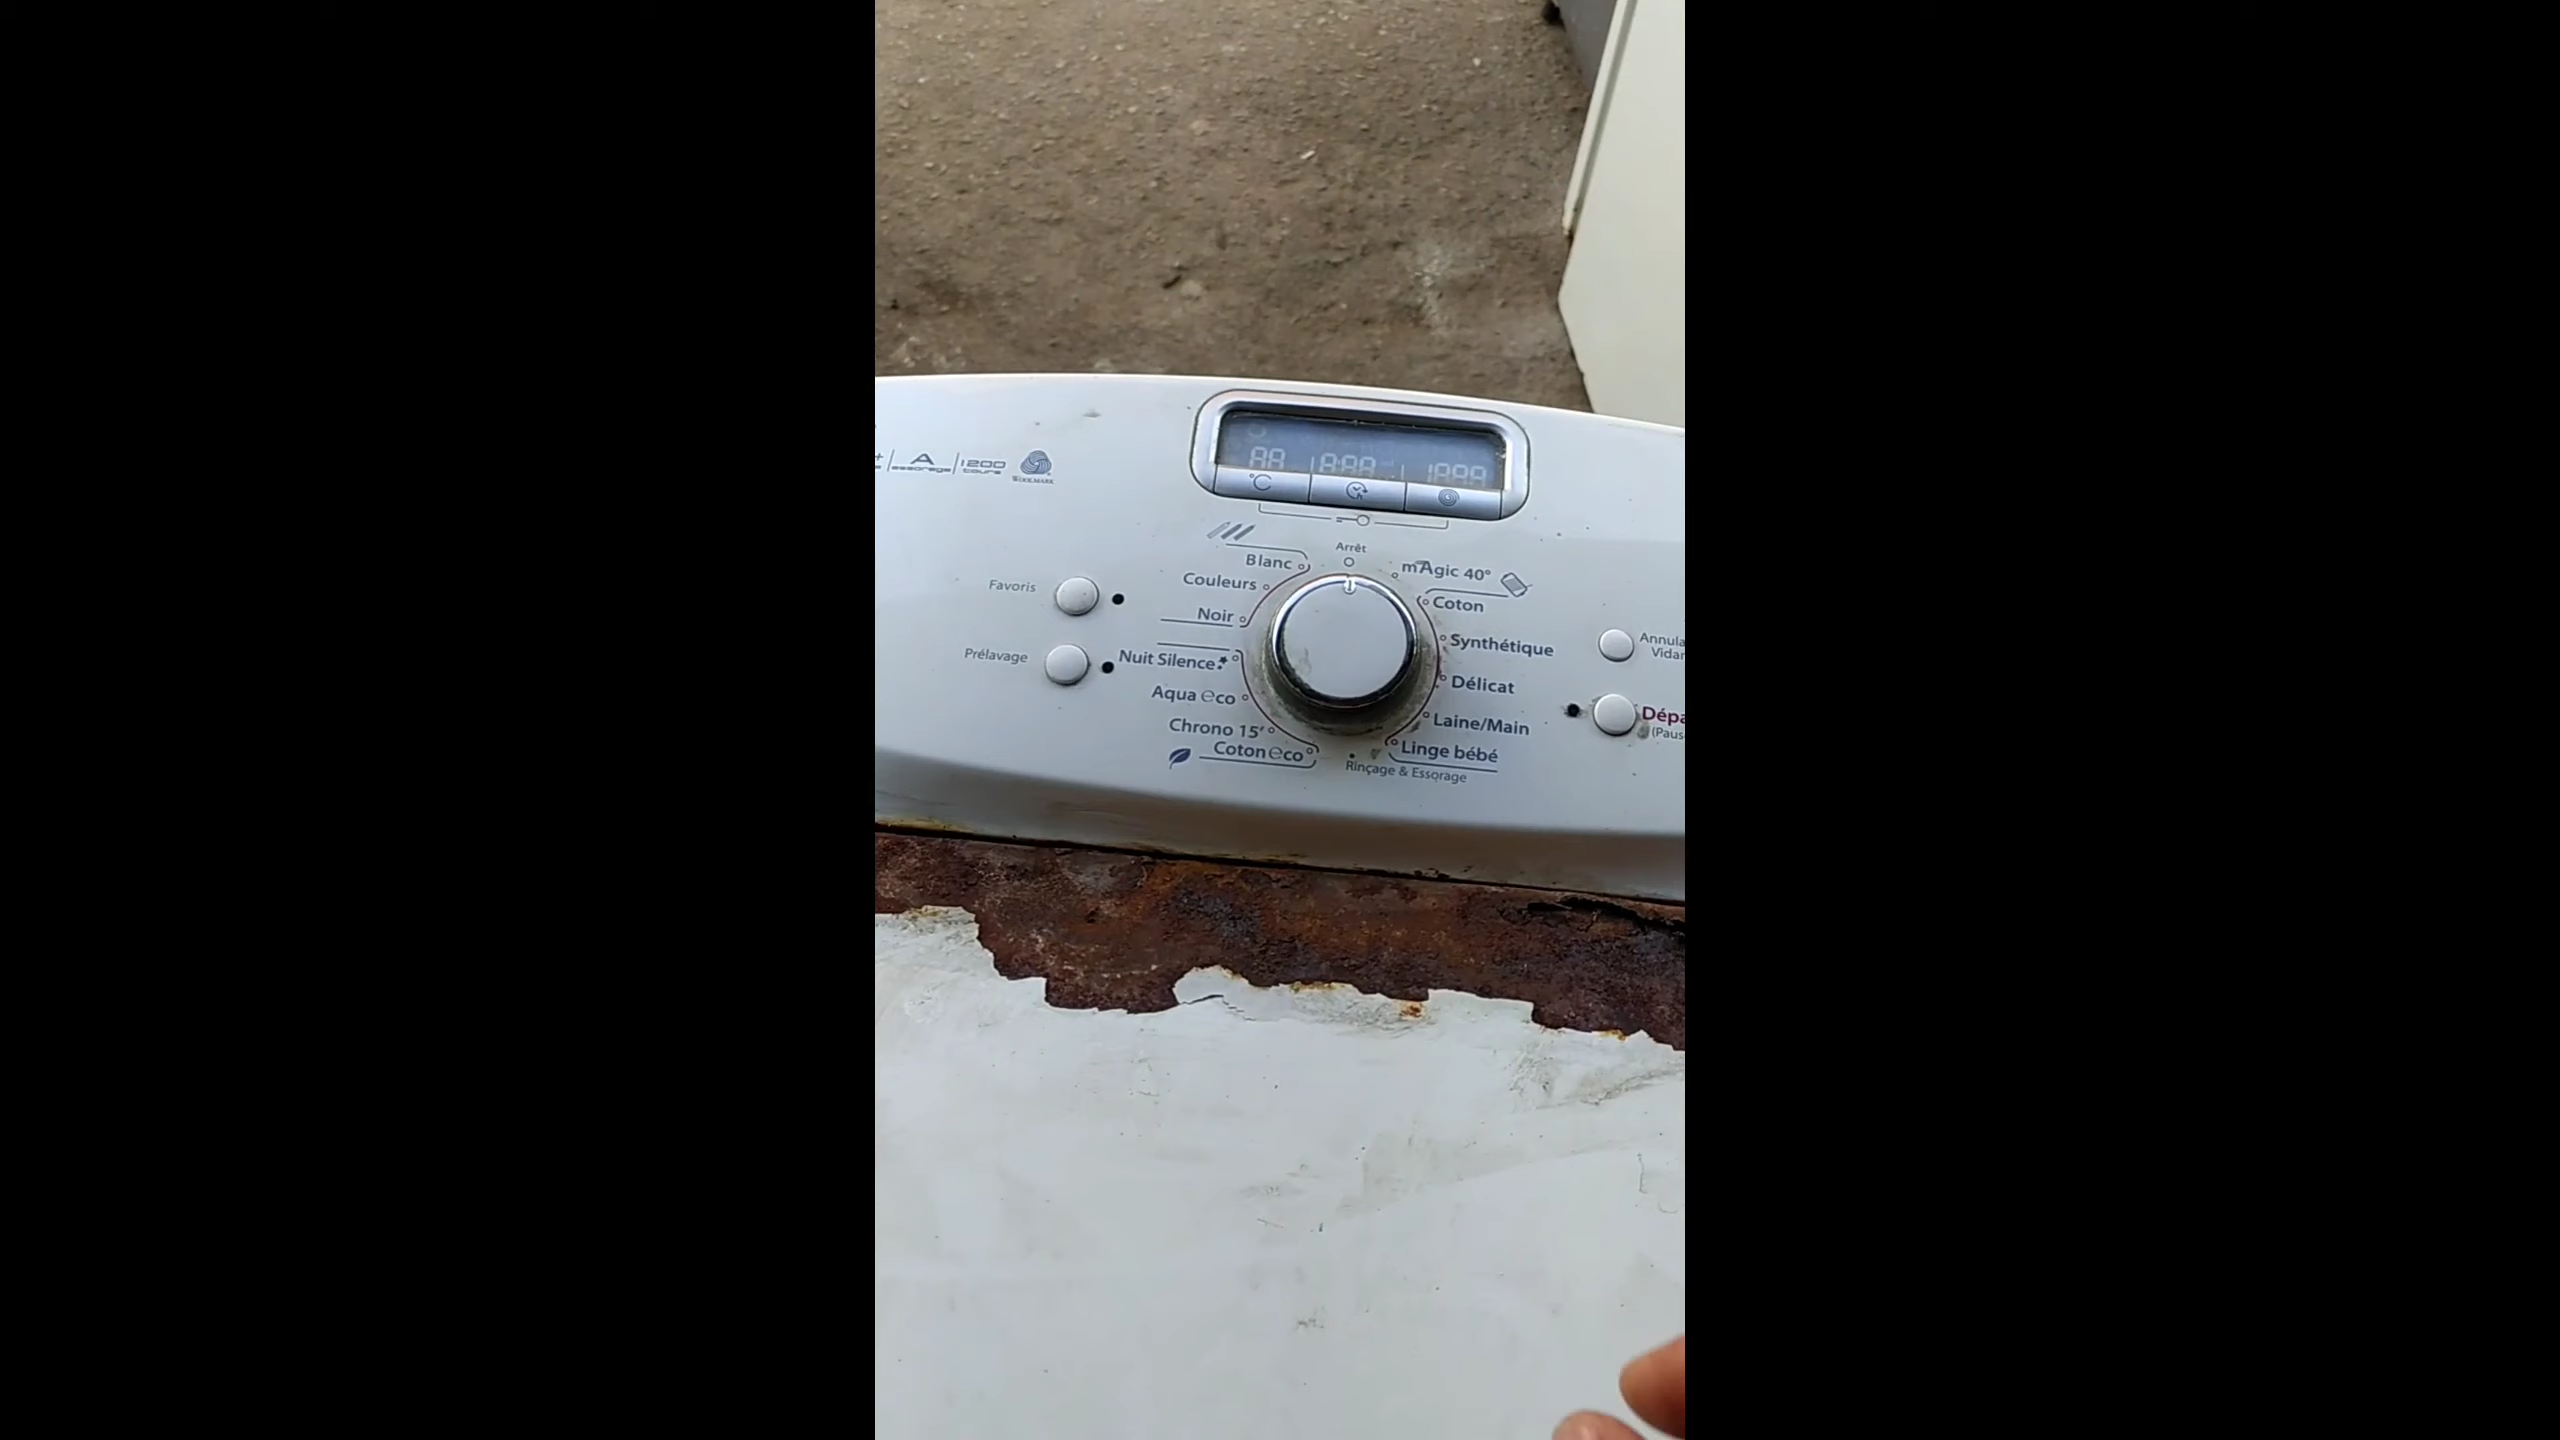 A
essorage
1200
tours
WOOLMARK
°C
Arrêt
Blanc
Couleurs
Noir
Nuit Silence
Aqua eco
Chrono 15'
Coton eco
mAgic 40°
Coton
Synthétique
Délicat
Laine/Main
Linge bébé
Rinçage & Essorage
Favoris
Prélavage